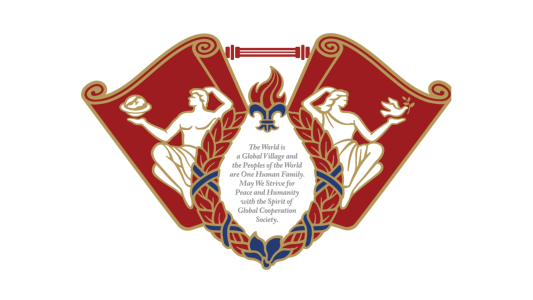 The World is
a Global Village and
the Peoples of the World
are One Human Family.
May We Strive for
Peace and Humanity
with the Spirit of
Global Cooperation
Society.